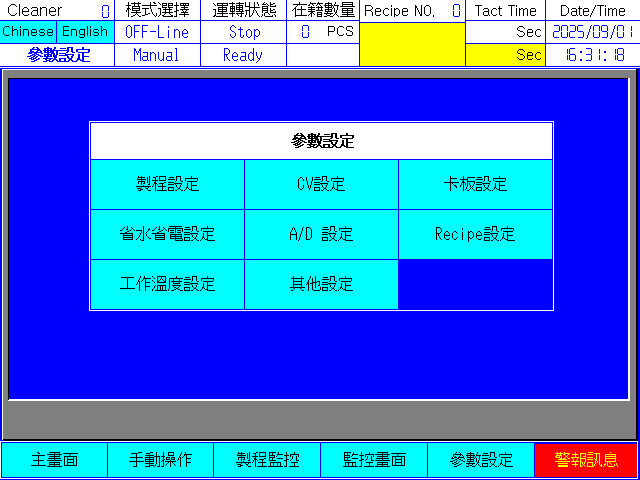 Cleaner 0 模式選擇 運轉狀態 在籍數量 Recipe NO. 0 Tact Time Date/Time
Chinese English OFF-Line Stop 0 PCS Sec 2025/09/01
參數設定 Manual Ready Sec 16:31:18
參數設定
製程設定 CV設定 卡板設定
省水省電設定 A/D 設定 Recipe設定
工作溫度設定 其他設定
主畫面 手動操作 製程監控 監控畫面 參數設定 警報訊息